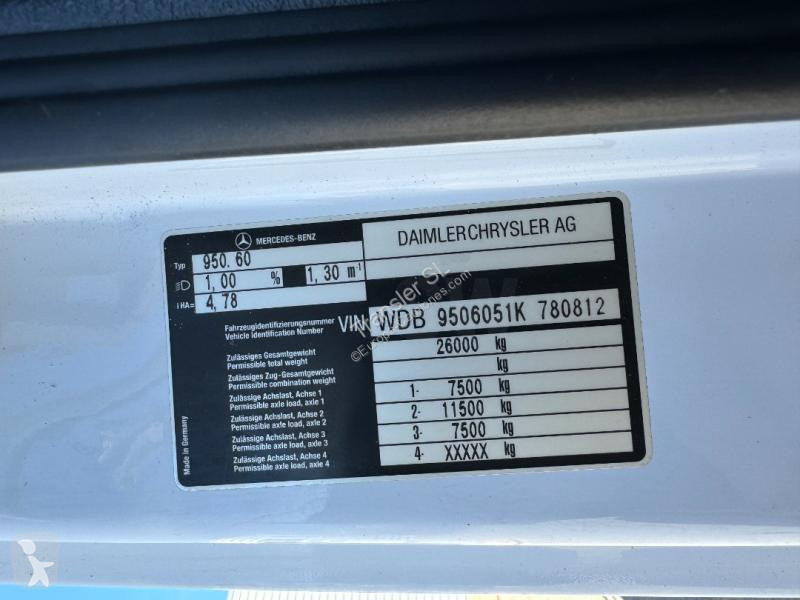 MERCEDES-BENZ
DAIMLERCHRYSLER AG
Typ 950.60
1,00 % 1,30 m⁻¹
iHA= 4,78
Fahrzeugidentifizierungsnummer
Vehicle Identification Number
VIN WDB 9506051K 780812
Zulässiges Gesamtgewicht
Permissible total weight
26000 kg
Zulässiges Zug-Gesamtgewicht
Permissible combination weight
kg
Zulässige Achslast, Achse 1
Permissible axle load, axle 1
1- 7500 kg
Zulässige Achslast, Achse 2
Permissible axle load, axle 2
2- 11500 kg
Zulässige Achslast, Achse 3
Permissible axle load, axle 3
3- 7500 kg
Zulässige Achslast, Achse 4
Permissible axle load, axle 4
4- XXXXX kg
Made in Germany